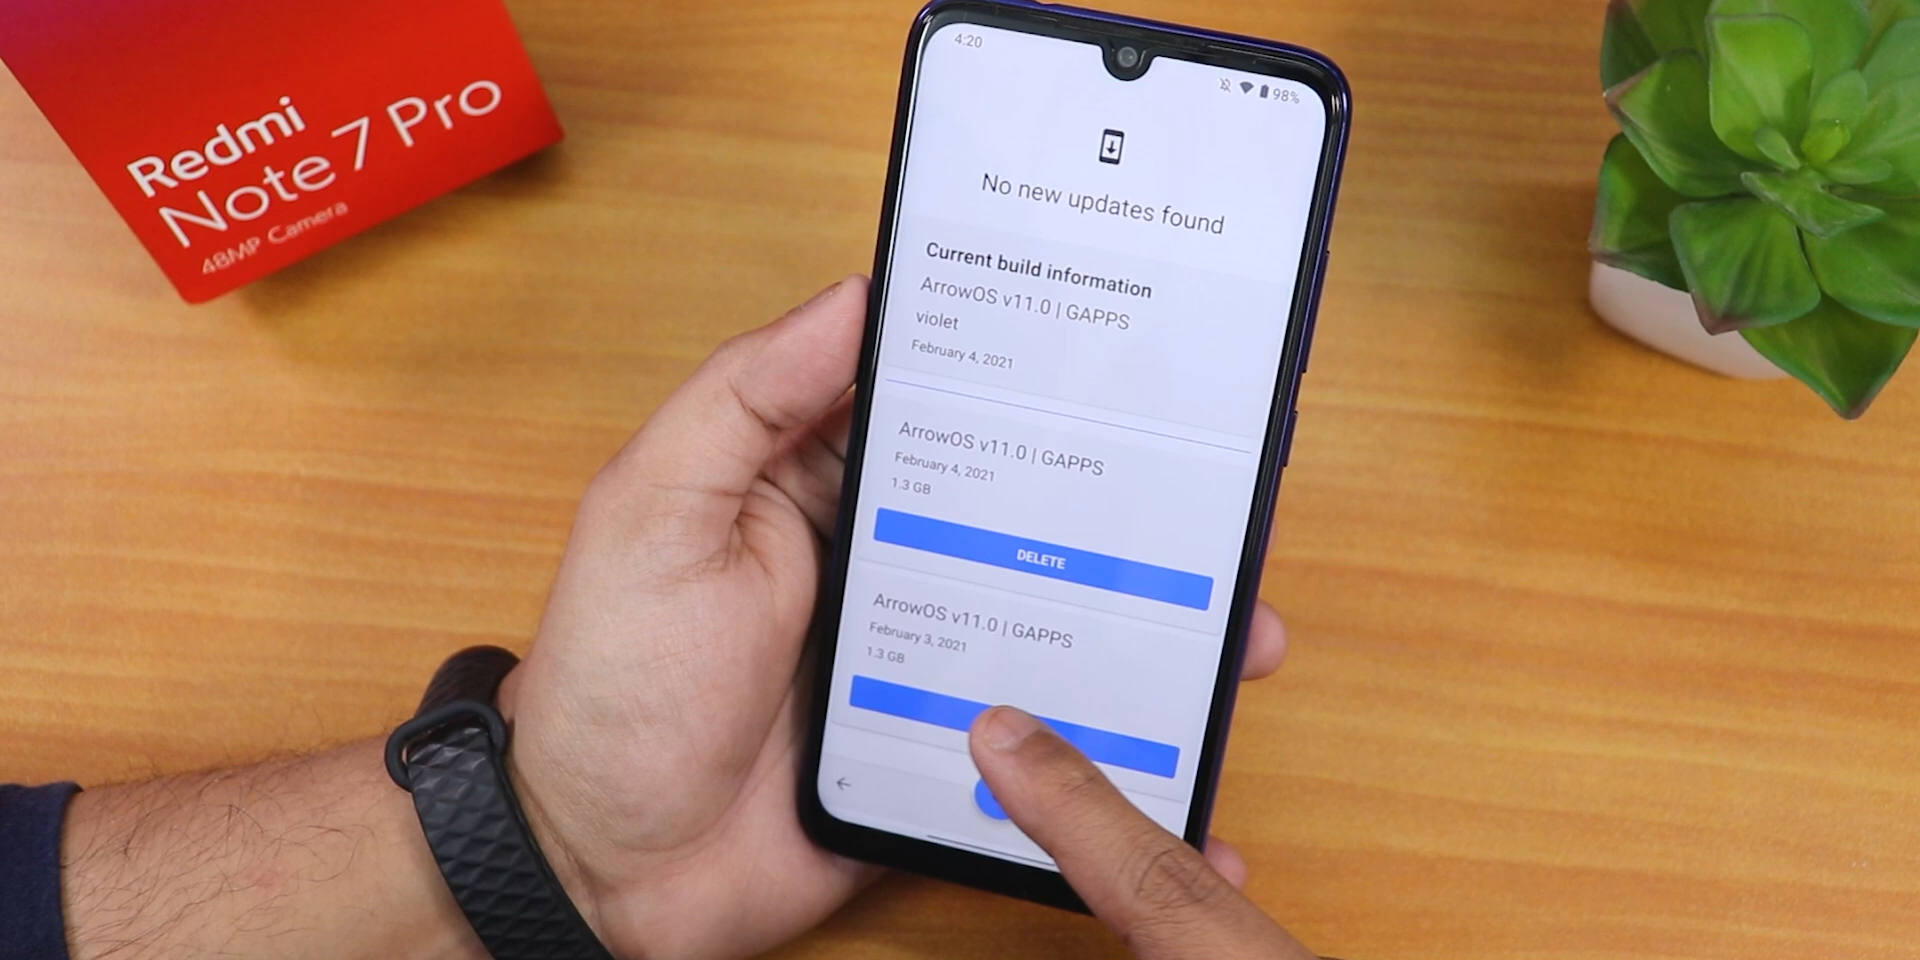 Redmi
Note 7 Pro
48MP Camera
4:20
98%
No new updates found
Current build information
ArrowOS v11.0 | GAPPS
violet
February 4, 2021
ArrowOS v11.0 | GAPPS
February 4, 2021
1.3 GB
DELETE
ArrowOS v11.0 | GAPPS
February 3, 2021
1.3 GB